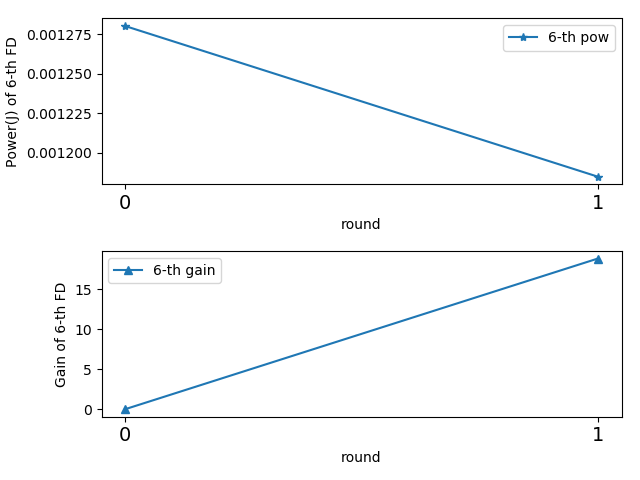 Power(J) of 6-th FD
0.001275
0.001250
0.001225
0.001200
6-th pow
0 1
round
Gain of 6-th FD
15
10
5
0
6-th gain
0 1
round